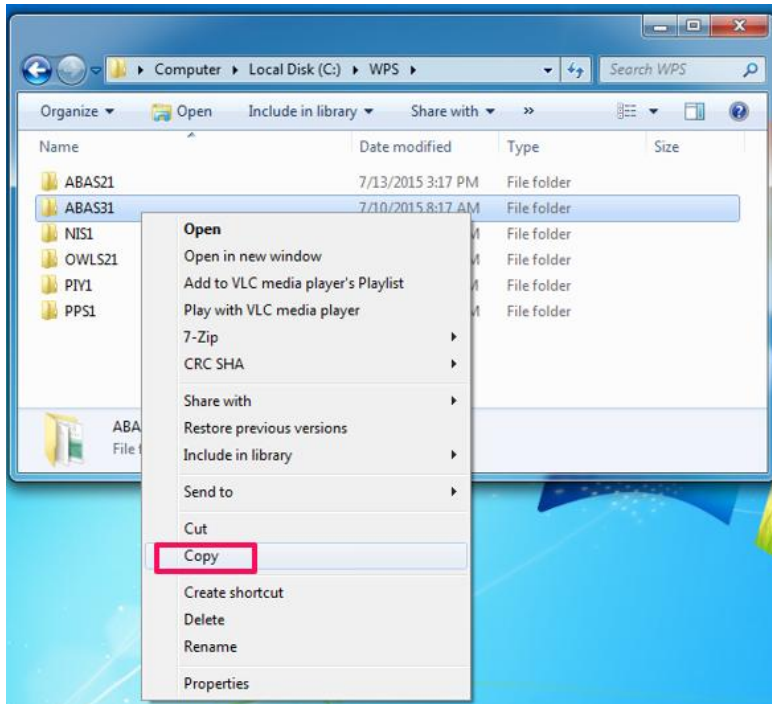 Computer ▸ Local Disk (C:) ▸ WPS ▸
Search WPS
Organize ▾ Open Include in library ▾ Share with ▾ »
Name Date modified Type Size
ABAS21 7/13/2015 3:17 PM File folder
ABAS31 7/10/2015 8:17 AM File folder
NIS1 File folder
OWLS21 File folder
PIY1 File folder
PPS1 File folder
Open
Open in new window
Add to VLC media player's Playlist
Play with VLC media player
7-Zip
CRC SHA
Share with
Restore previous versions
Include in library
Send to
Cut
Copy
Create shortcut
Delete
Rename
Properties
ABA
File